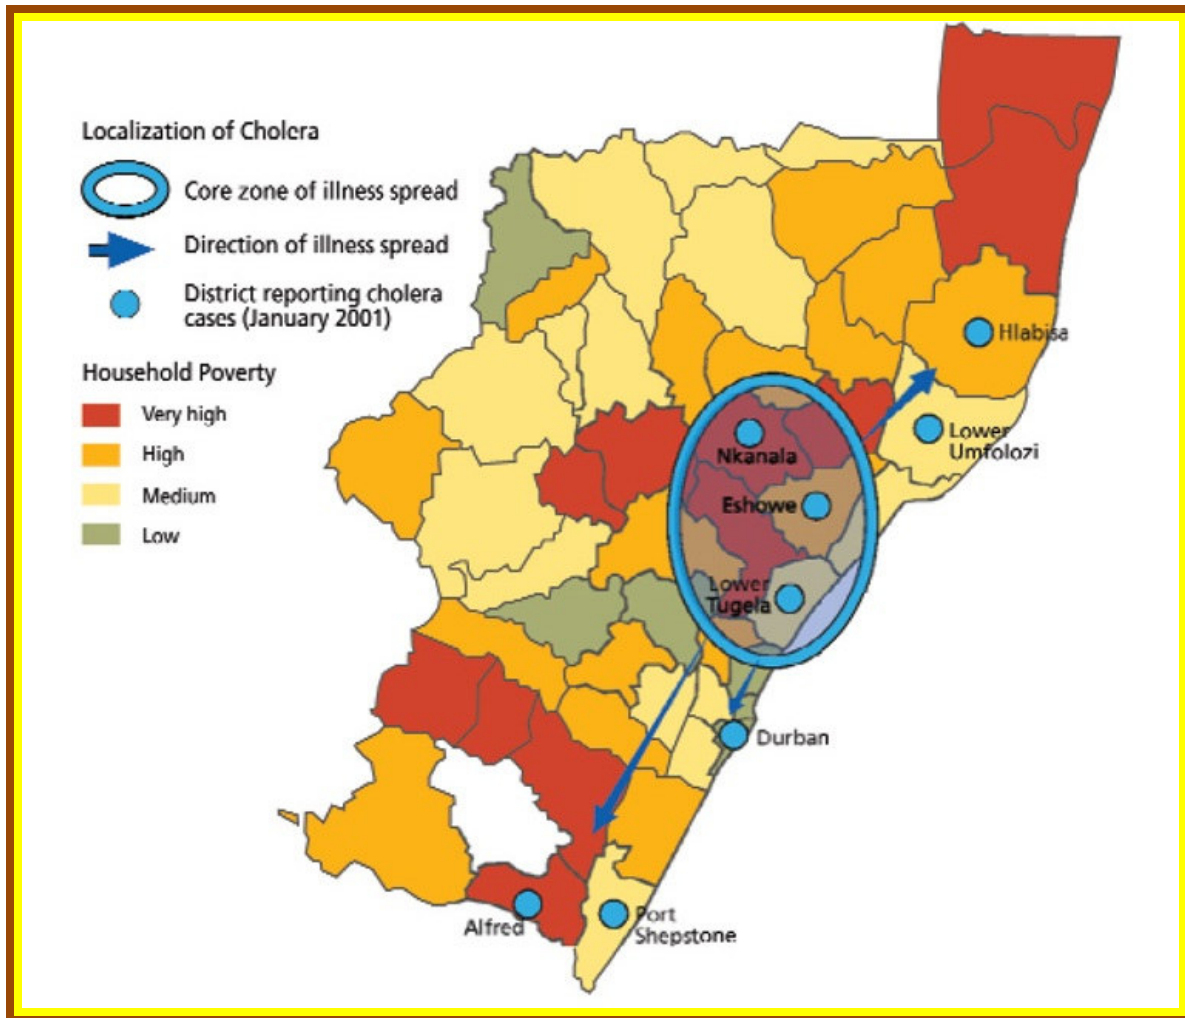 Localization of Cholera
Core zone of illness spread
Direction of illness spread
District reporting cholera
cases (January 2001)
Household Poverty
Very high
High
Medium
Low
Hlabisa
Lower
Umfolozi
Nkanala
Eshowe
Lower
Tugela
Durban
Alfred
Port
Shepstone